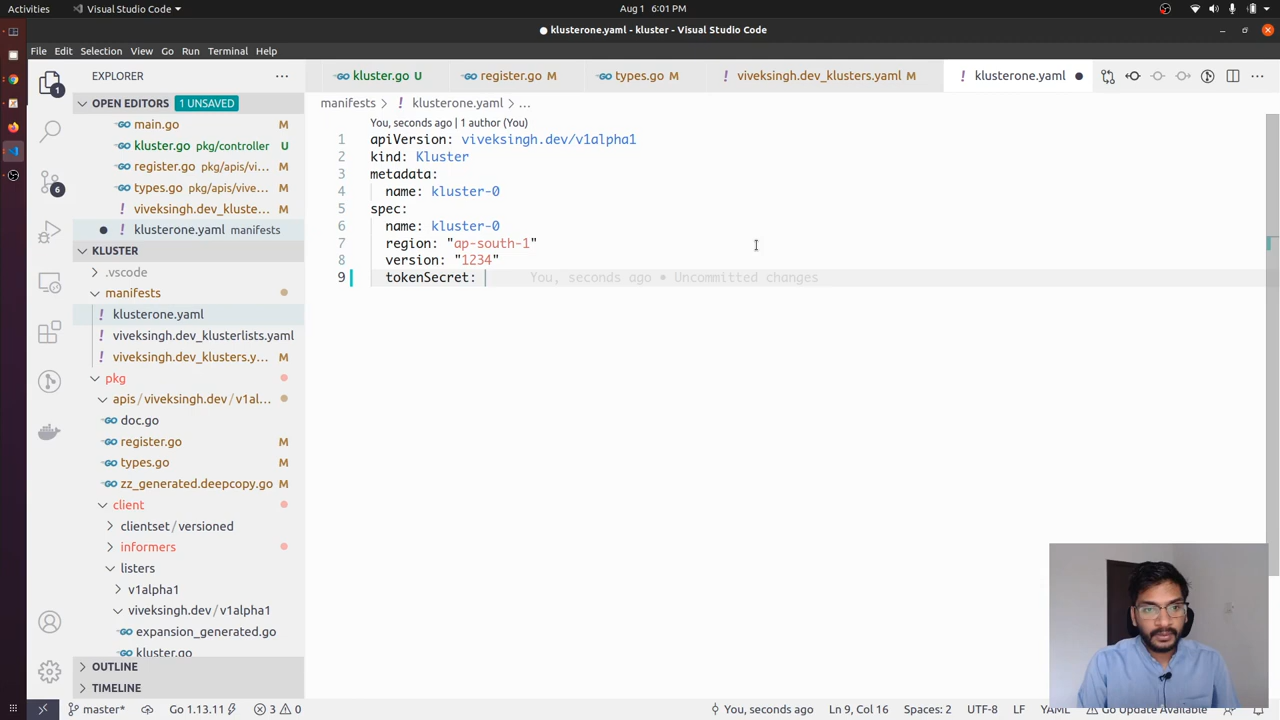 Activities
Visual Studio Code
Aug 1 6:01 PM
klusterone.yaml - kluster - Visual Studio Code
File Edit Selection View Go Run Terminal Help
EXPLORER
kluster.go U
register.go M
types.go M
viveksingh.dev_klusters.yaml M
klusterone.yaml
OPEN EDITORS 1 UNSAVED
main.go M
kluster.go pkg/controller U
register.go pkg/apis/vi... M
types.go pkg/apis/vive... M
viveksingh.dev_kluste... M
klusterone.yaml manifests
KLUSTER
.vscode
manifests
klusterone.yaml
viveksingh.dev_klusterlists.yaml
viveksingh.dev_klusters.y... M
pkg
apis/viveksingh.dev/v1al...
doc.go
register.go M
types.go M
zz_generated.deepcopy.go M
client
clientset/versioned
informers
listers
v1alpha1
viveksingh.dev/v1alpha1
expansion_generated.go
kluster.go
OUTLINE
TIMELINE
manifests > klusterone.yaml > ...
You, seconds ago | 1 author (You)
1 apiVersion: viveksingh.dev/v1alpha1
2 kind: Kluster
3 metadata:
4 name: kluster-0
5 spec:
6 name: kluster-0
7 region: "ap-south-1"
8 version: "1234"
9 tokenSecret: You, seconds ago • Uncommitted changes
1
6
master* Go 1.13.11 3 0 You, seconds ago Ln 9, Col 16 Spaces: 2 UTF-8 LF YAML Go Update Available